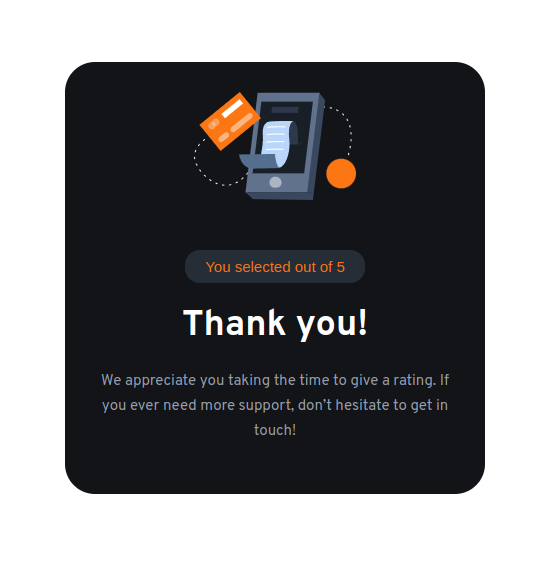 You selected out of 5
Thank you!
We appreciate you taking the time to give a rating. If
you ever need more support, don’t hesitate to get in
touch!